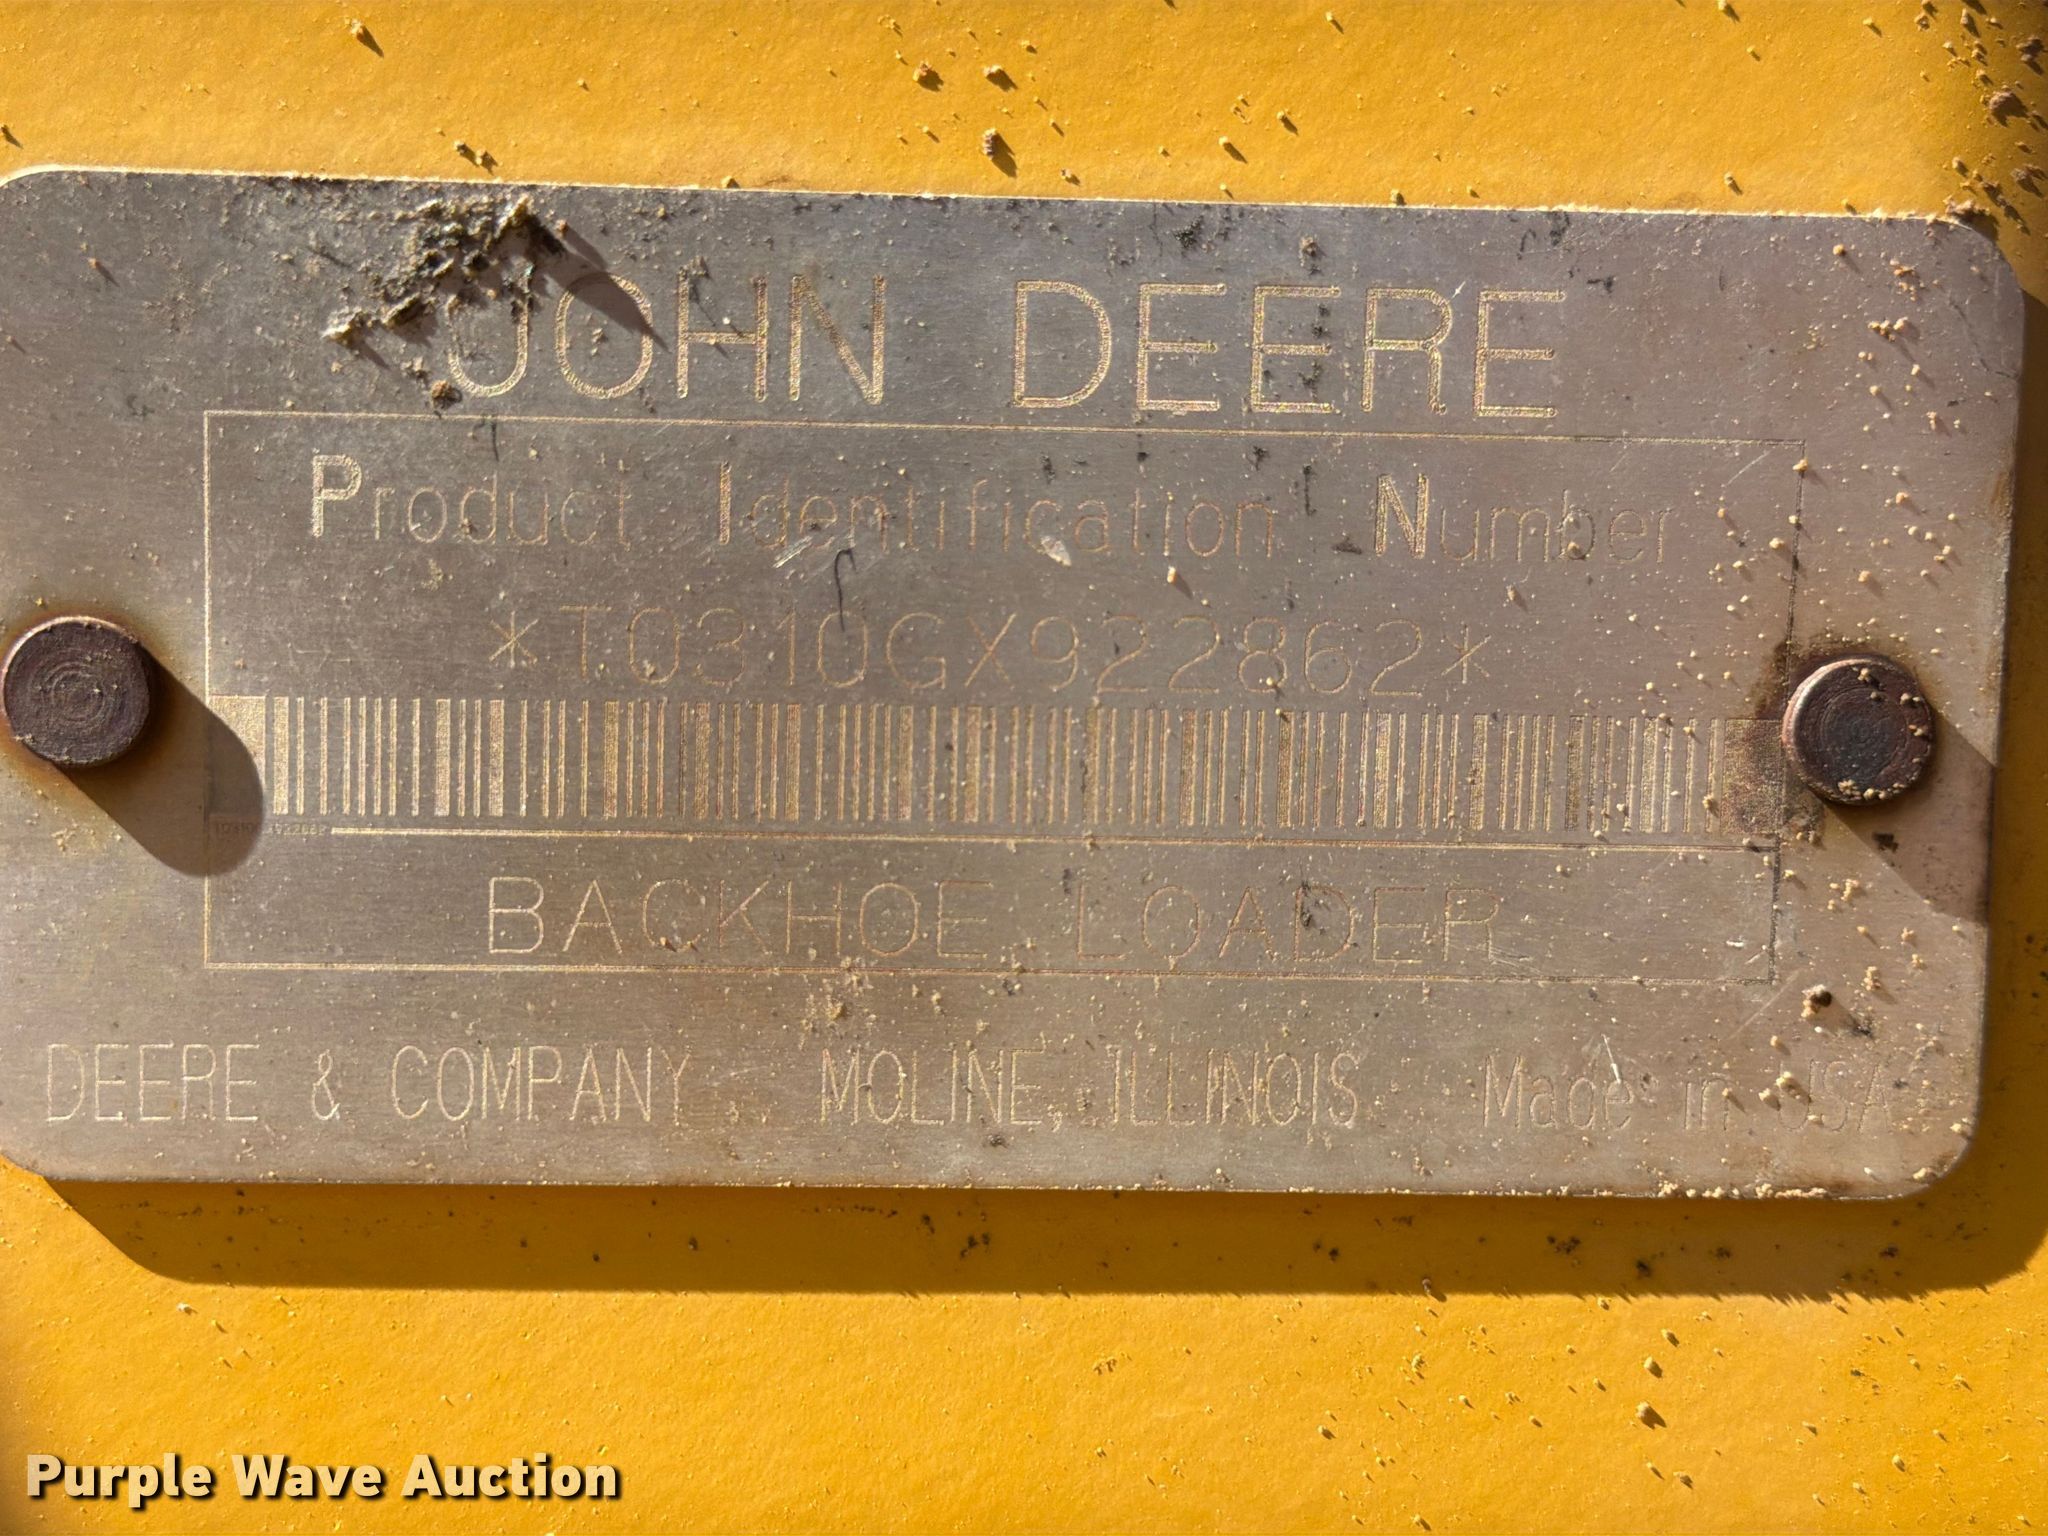 JOHN DEERE
Product Identification Number
*T0310GX922862*
BACKHOE LOADER
DEERE & COMPANY MOLINE, ILLINOIS Made in USA
Purple Wave Auction